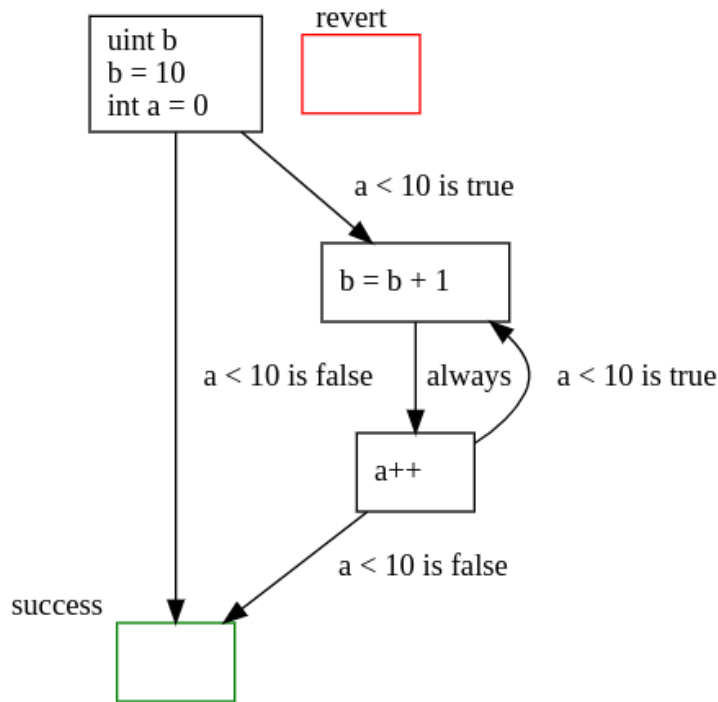 revert
uint b
b = 10
int a = 0
a < 10 is true
b = b + 1
a < 10 is false
always
a < 10 is true
a++
a < 10 is false
success